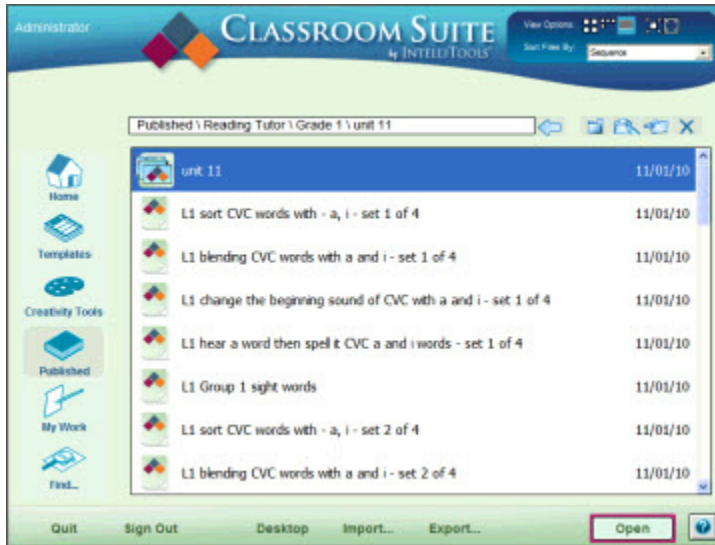 Administrator
CLASSROOM SUITE
by INTELLITOOLS
View Options:
Sort Files By:
Sequence
Published \ Reading Tutor \ Grade 1 \ unit 11
unit 11 11/01/10
L1 sort CVC words with - a, i - set 1 of 4 11/01/10
L1 blending CVC words with a and i - set 1 of 4 11/01/10
L1 change the beginning sound of CVC with a and i - set 1 of 4 11/01/10
L1 hear a word then spell it CVC a and i words - set 1 of 4 11/01/10
L1 Group 1 sight words 11/01/10
L1 sort CVC words with - a, i - set 2 of 4 11/01/10
L1 blending CVC words with a and i - set 2 of 4 11/01/10
Home
Templates
Creativity Tools
Published
My Work
Find...
Quit Sign Out Desktop Import... Export... Open ?